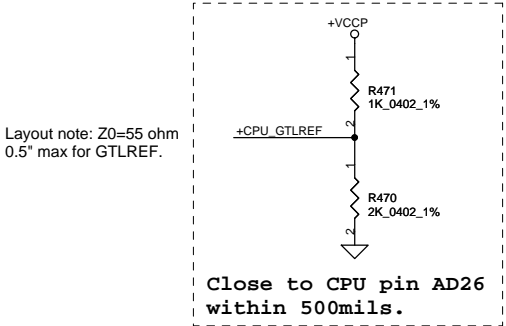 +VCCP
1
R471
1K_0402_1%
2
Layout note: Z0=55 ohm
0.5" max for GTLREF.
+CPU_GTLREF
1
R470
2K_0402_1%
2
Close to CPU pin AD26
within 500mils.